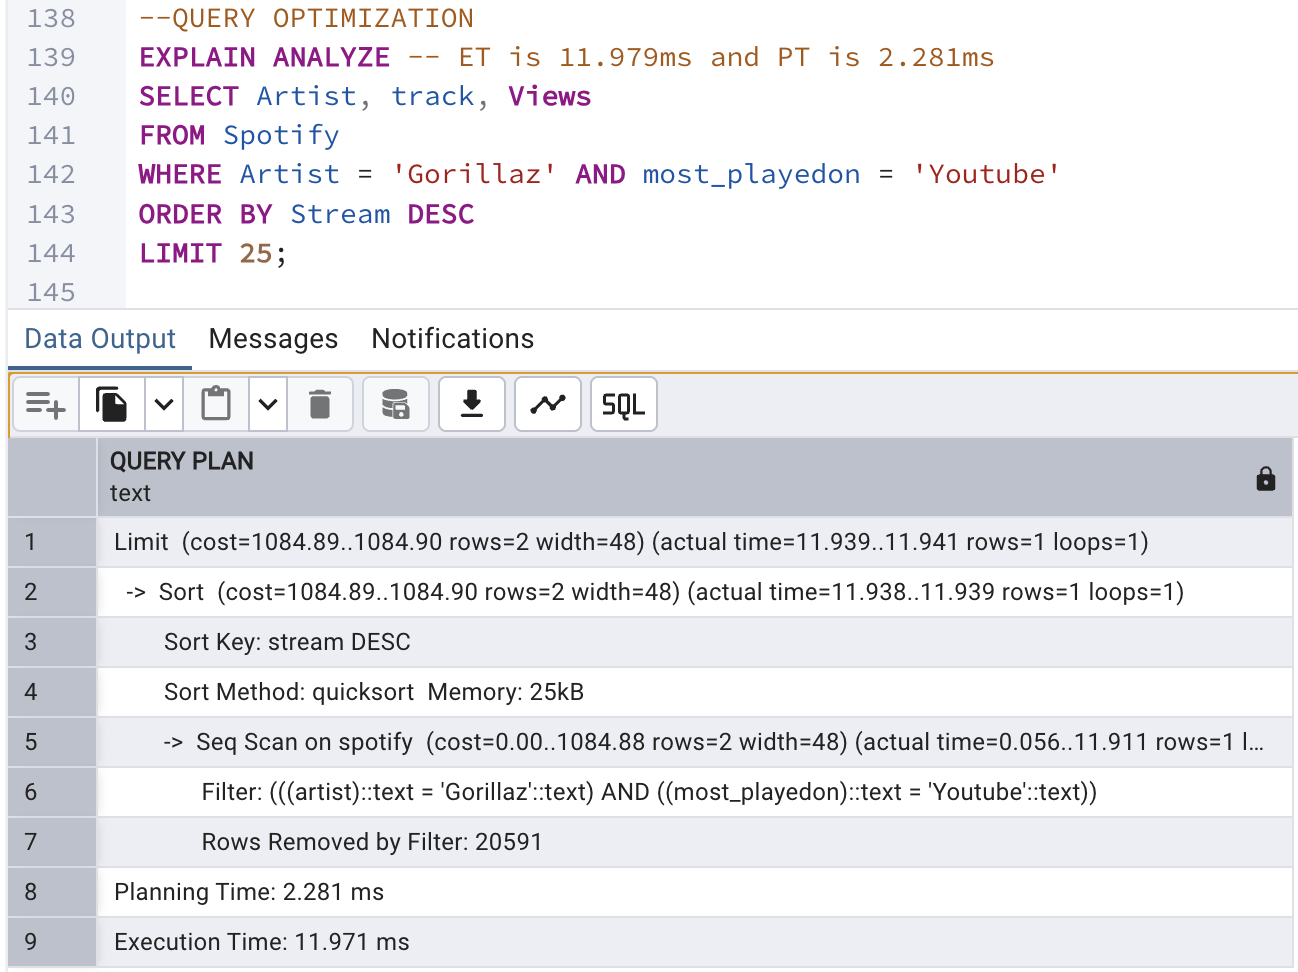 138 --QUERY OPTIMIZATION
139 EXPLAIN ANALYZE -- ET is 11.979ms and PT is 2.281ms
140 SELECT Artist, track, Views
141 FROM Spotify
142 WHERE Artist = 'Gorillaz' AND most_playedon = 'Youtube'
143 ORDER BY Stream DESC
144 LIMIT 25;
145
Data Output Messages Notifications
SQL
QUERY PLAN
text
1 Limit (cost=1084.89..1084.90 rows=2 width=48) (actual time=11.939..11.941 rows=1 loops=1)
2 -> Sort (cost=1084.89..1084.90 rows=2 width=48) (actual time=11.938..11.939 rows=1 loops=1)
3 Sort Key: stream DESC
4 Sort Method: quicksort Memory: 25kB
5 -> Seq Scan on spotify (cost=0.00..1084.88 rows=2 width=48) (actual time=0.056..11.911 rows=1 l...
6 Filter: (((artist)::text = 'Gorillaz'::text) AND ((most_playedon)::text = 'Youtube'::text))
7 Rows Removed by Filter: 20591
8 Planning Time: 2.281 ms
9 Execution Time: 11.971 ms